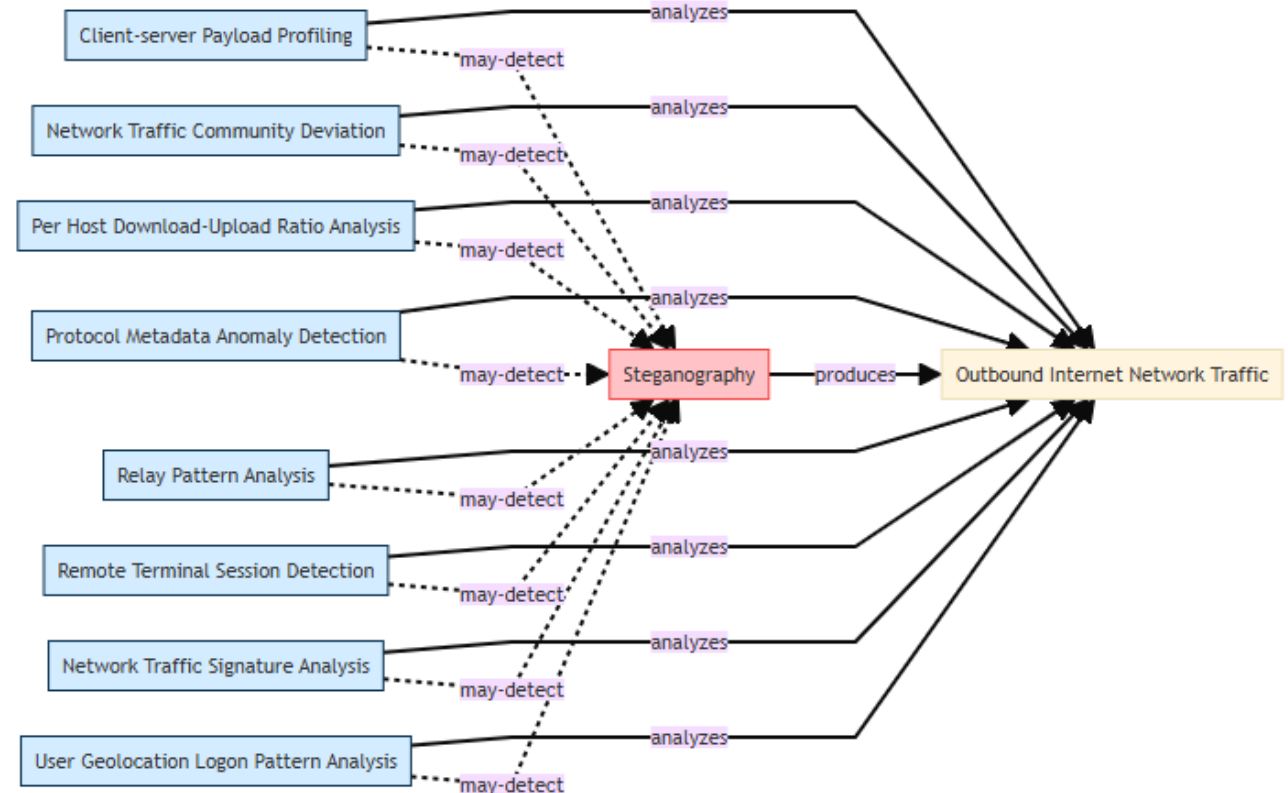 analyzes
Client-server Payload Profiling
may-detect
analyzes
Network Traffic Community Deviation
may-detect
analyzes
Per Host Download-Upload Ratio Analysis
may-detect
analyzes
Protocol Metadata Anomaly Detection
may-detect
Steganography
produces
Outbound Internet Network Traffic
analyzes
Relay Pattern Analysis
may-detect
analyzes
Remote Terminal Session Detection
may-detect
analyzes
Network Traffic Signature Analysis
may-detect
analyzes
User Geolocation Logon Pattern Analysis
may-detect